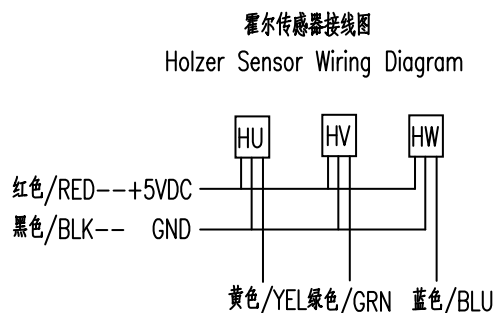 霍尔传感器接线图
Holzer Sensor Wiring Diagram
HU HV HW
红色/RED--+5VDC
黑色/BLK-- GND
黄色/YEL绿色/GRN 蓝色/BLU